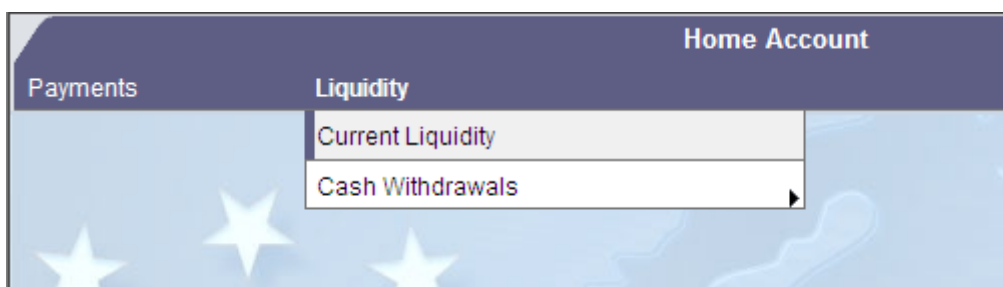 Home Account
Payments Liquidity
Current Liquidity
Cash Withdrawals